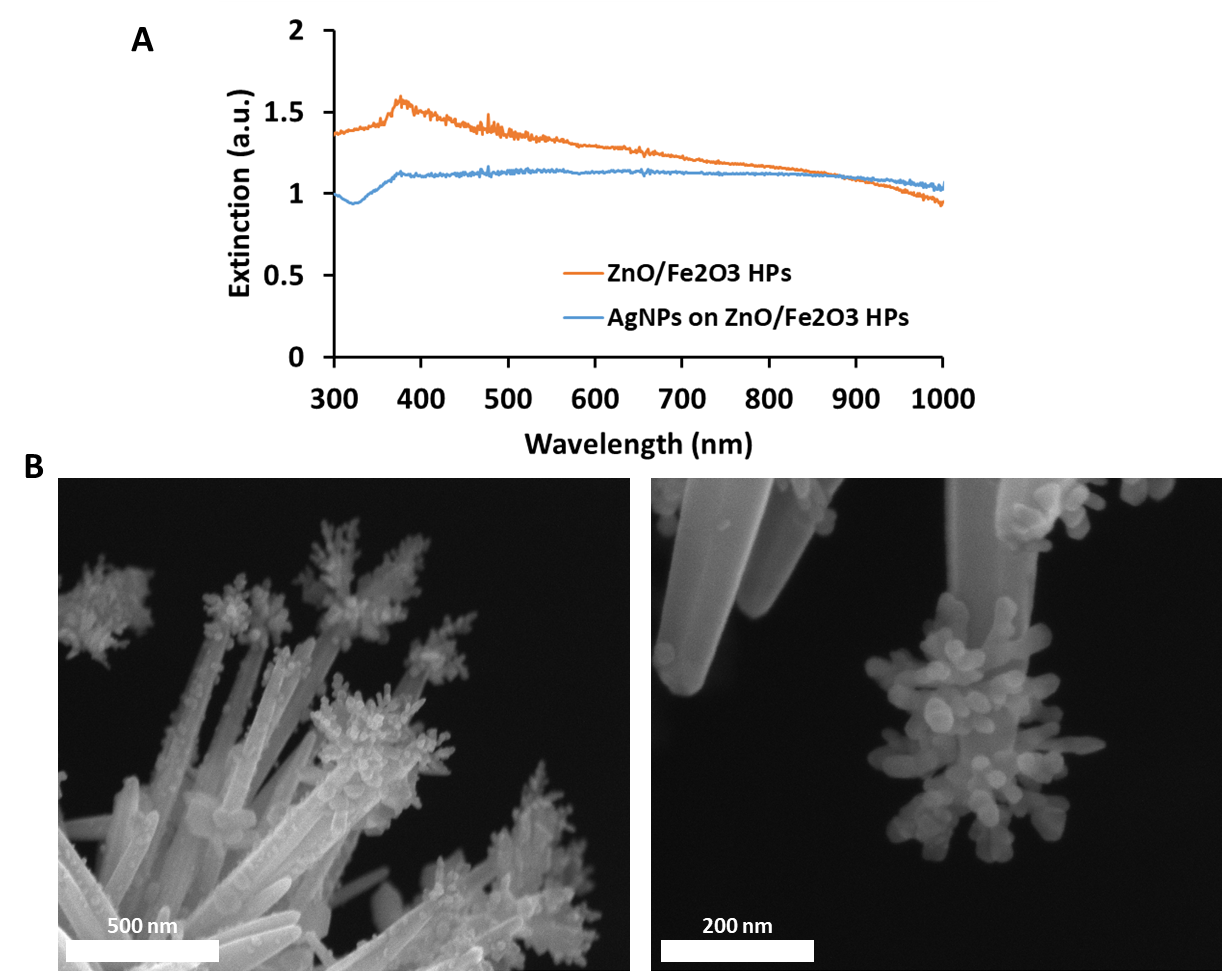 A
2
1.5
1
0.5
0
Extinction (a.u.)
ZnO/Fe2O3 HPs
AgNPs on ZnO/Fe2O3 HPs
300 400 500 600 700 800 900 1000
Wavelength (nm)
B
500 nm
200 nm